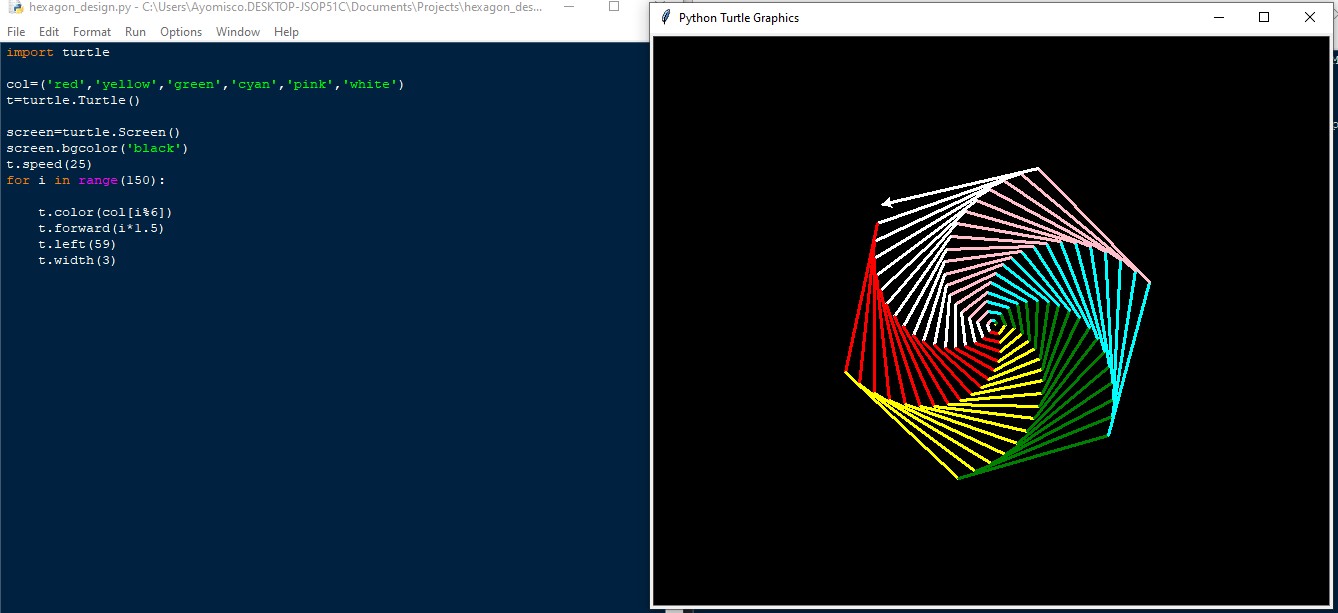 hexagon_design.py - C:\Users\Ayomisco.DESKTOP-JSOP51C\Documents\Projects\hexagon_des...
File Edit Format Run Options Window Help
import turtle
col=('red','yellow','green','cyan','pink','white')
t=turtle.Turtle()
screen=turtle.Screen()
screen.bgcolor('black')
t.speed(25)
for i in range(150):
    t.color(col[i%6])
    t.forward(i*1.5)
    t.left(59)
    t.width(3)
Python Turtle Graphics